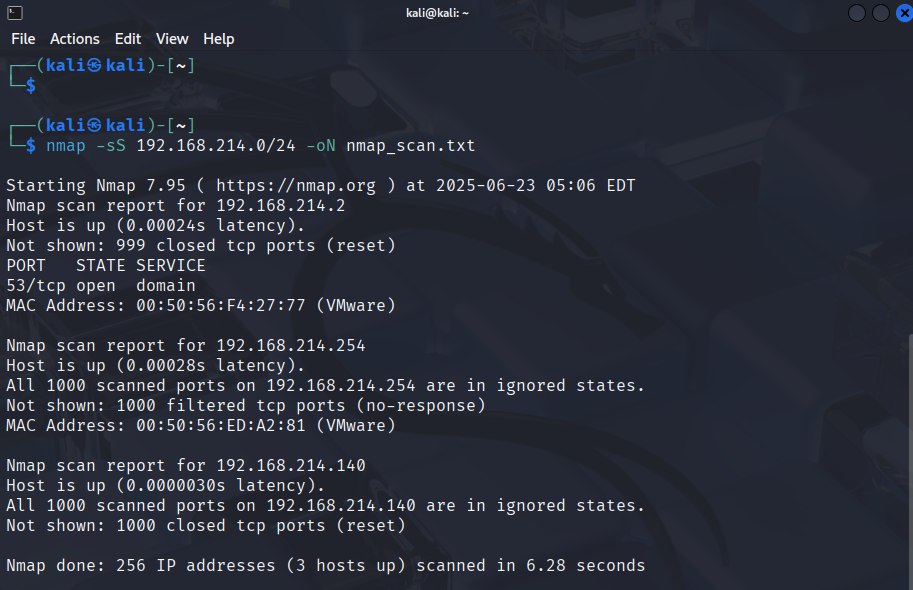 kali@kali: ~
File Actions Edit View Help
┌──(kali㉿kali)-[~]
└─$
┌──(kali㉿kali)-[~]
└─$ nmap -sS 192.168.214.0/24 -oN nmap_scan.txt
Starting Nmap 7.95 ( https://nmap.org ) at 2025-06-23 05:06 EDT
Nmap scan report for 192.168.214.2
Host is up (0.00024s latency).
Not shown: 999 closed tcp ports (reset)
PORT   STATE SERVICE
53/tcp open  domain
MAC Address: 00:50:56:F4:27:77 (VMware)
Nmap scan report for 192.168.214.254
Host is up (0.00028s latency).
All 1000 scanned ports on 192.168.214.254 are in ignored states.
Not shown: 1000 filtered tcp ports (no-response)
MAC Address: 00:50:56:ED:A2:81 (VMware)
Nmap scan report for 192.168.214.140
Host is up (0.0000030s latency).
All 1000 scanned ports on 192.168.214.140 are in ignored states.
Not shown: 1000 closed tcp ports (reset)
Nmap done: 256 IP addresses (3 hosts up) scanned in 6.28 seconds